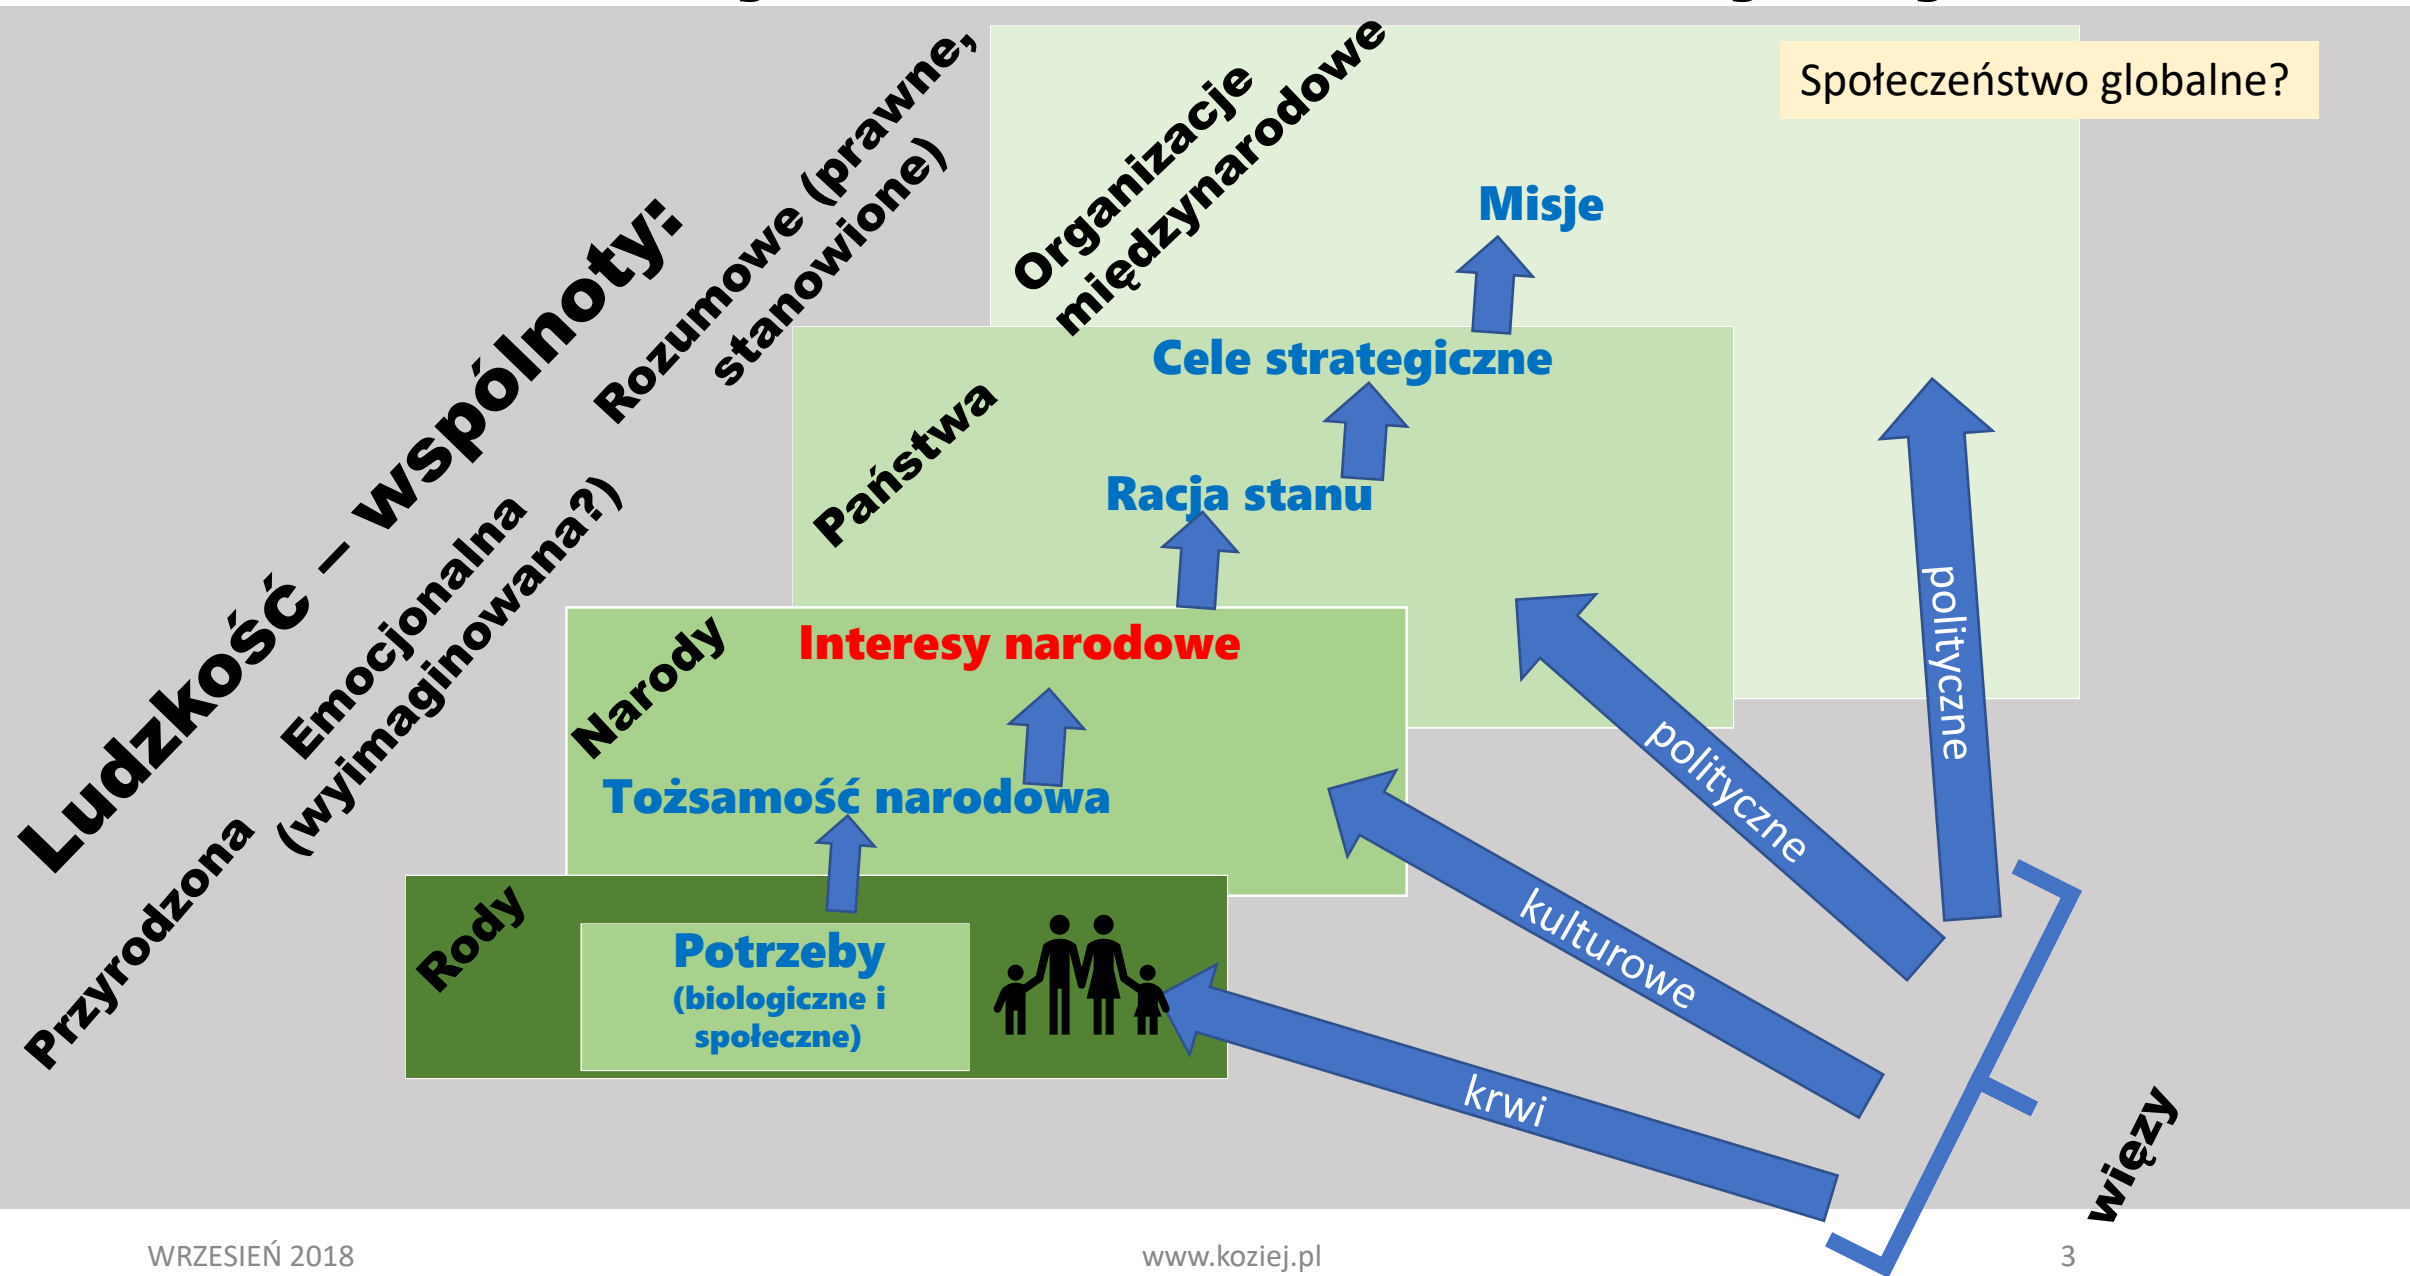 Społeczeństwo globalne?
Ludzkość – wspólnoty:
Rozumowe (prawne,
stanowione)
Emocjonalna
(wyimaginowana?)
Przyrodzona
Organizacje
międzynarodowe
Misje
Państwa
Cele strategiczne
Racja stanu
Narody
Interesy narodowe
Tożsamość narodowa
Rody
Potrzeby
(biologiczne i
społeczne)
polityczne
polityczne
kulturowe
krwi
więzy
WRZESIEŃ 2018
www.koziej.pl
3